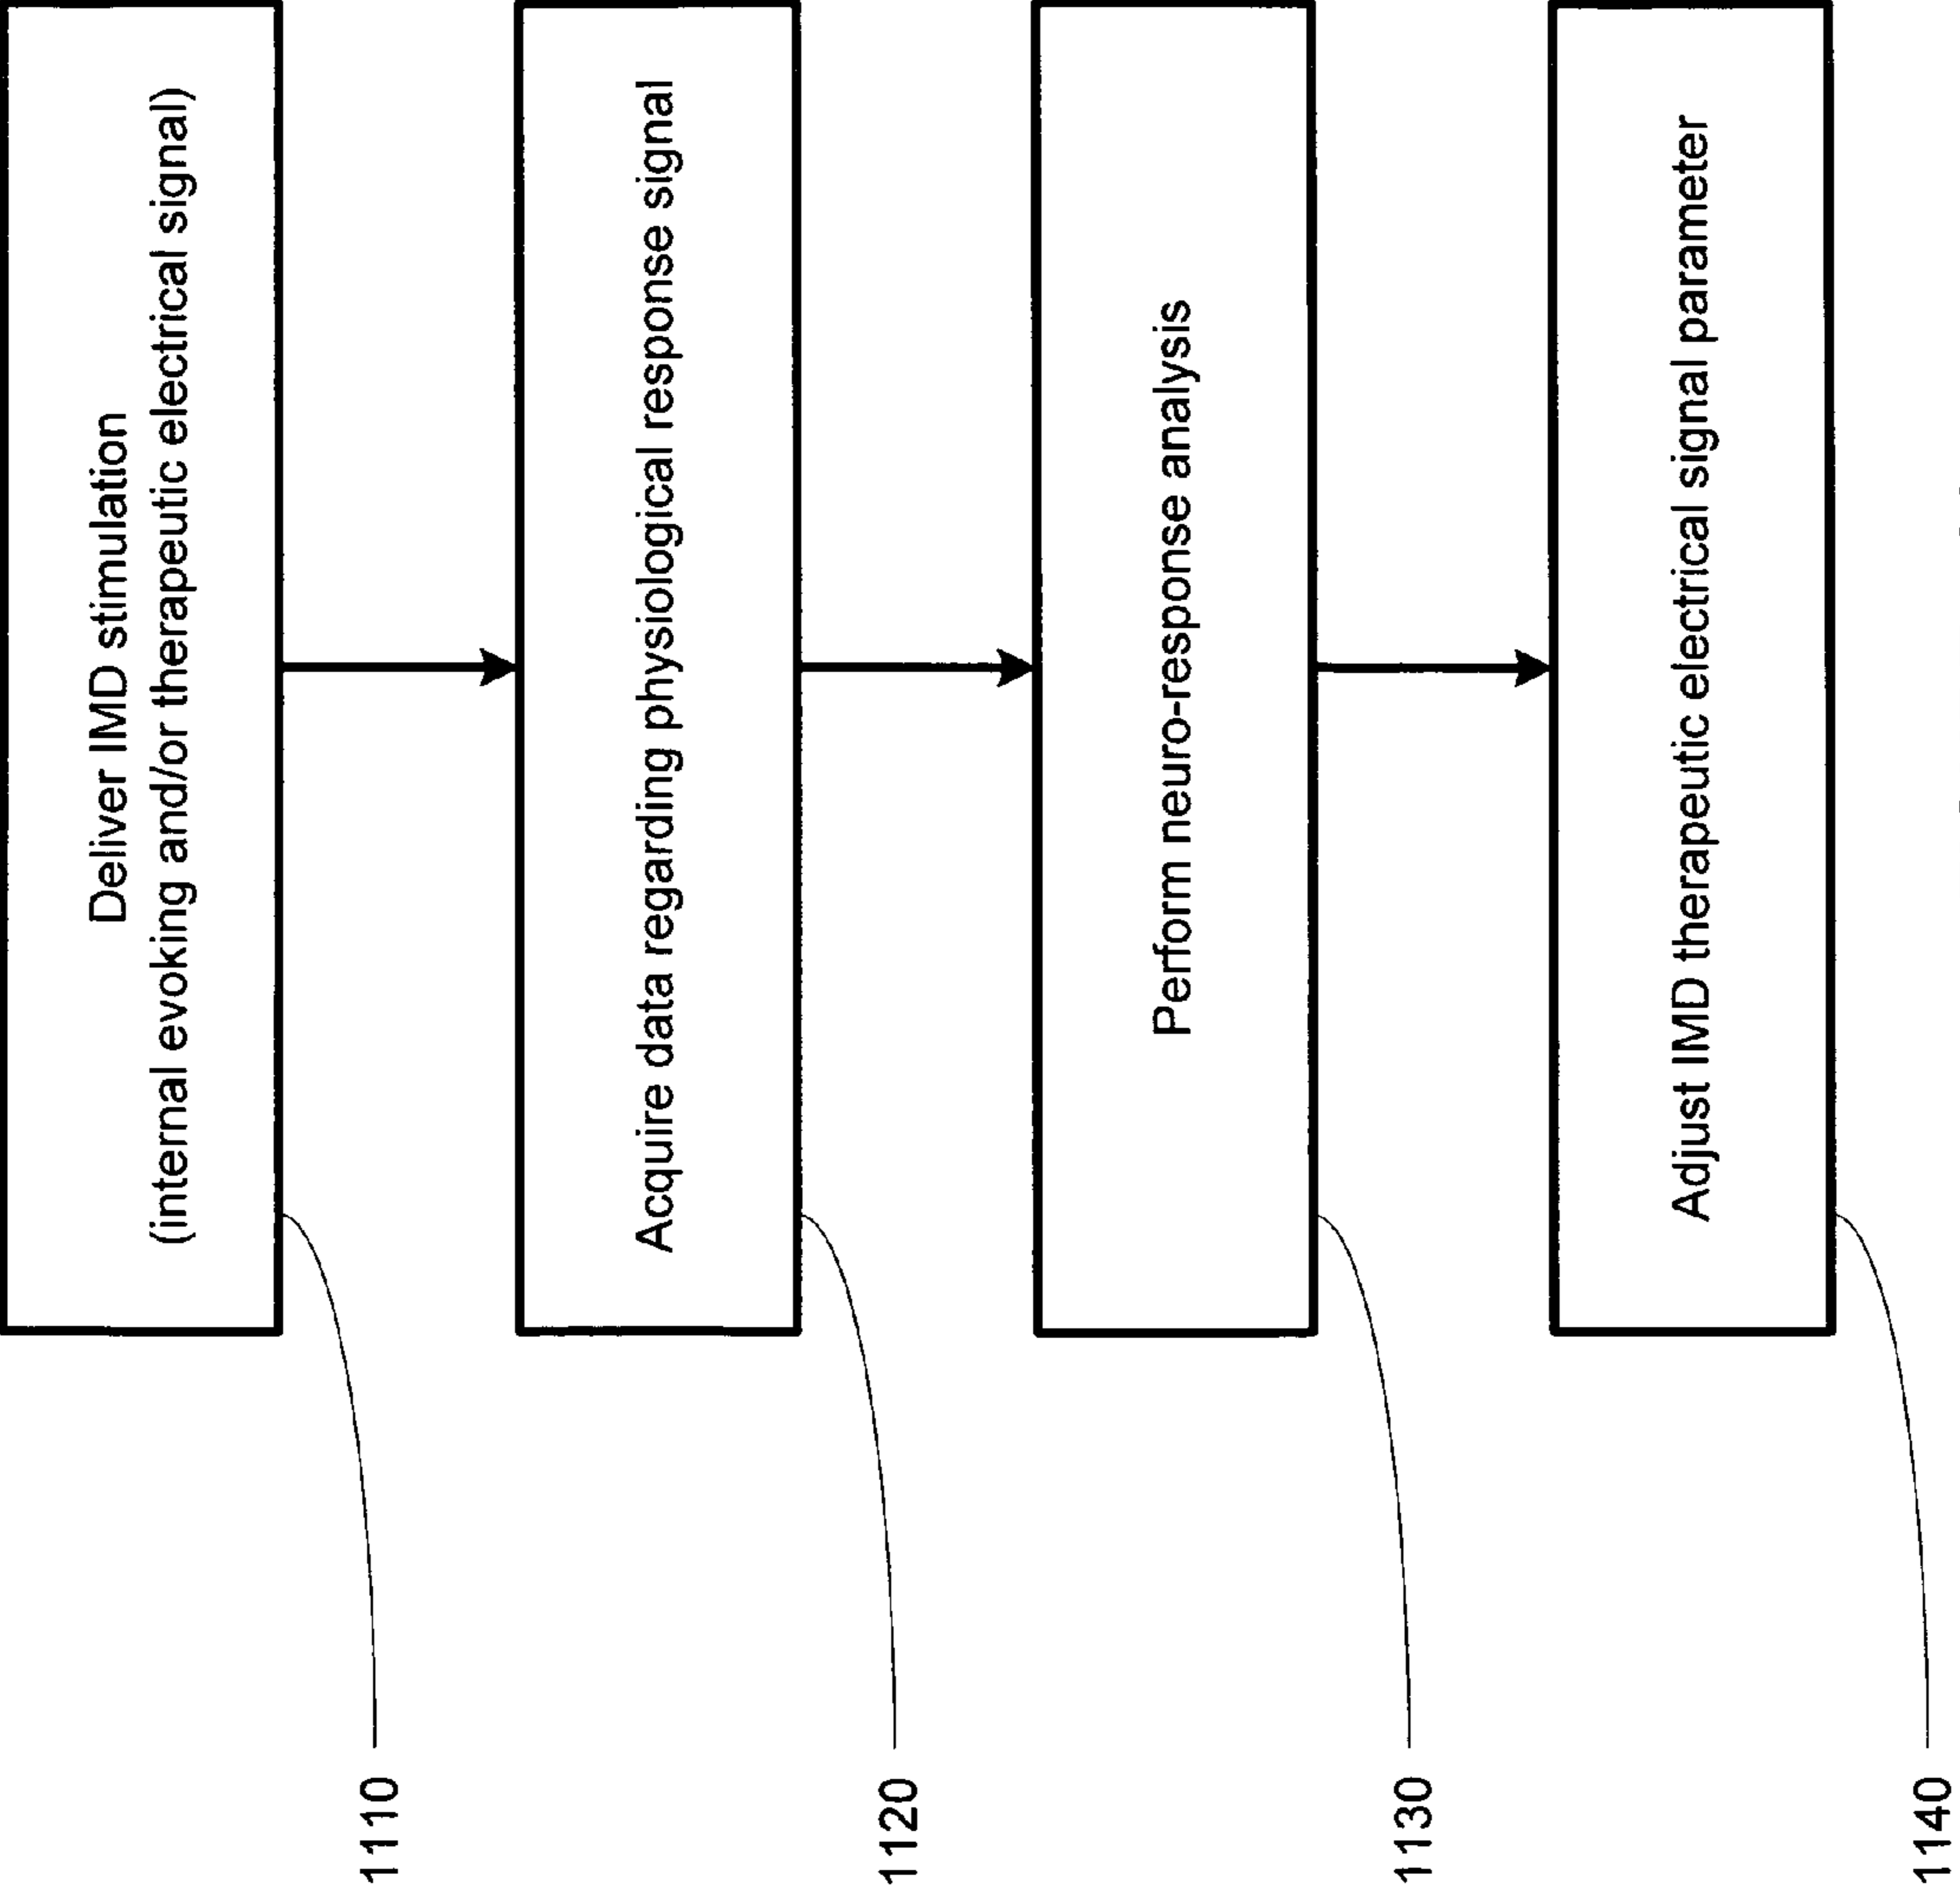 Deliver IMD stimulation
(internal evoking and/or therapeutic electrical signal)
1110
Acquire data regarding physiological response signal
1120
Perform neuro-response analysis
1130
Adjust IMD therapeutic electrical signal parameter
1140